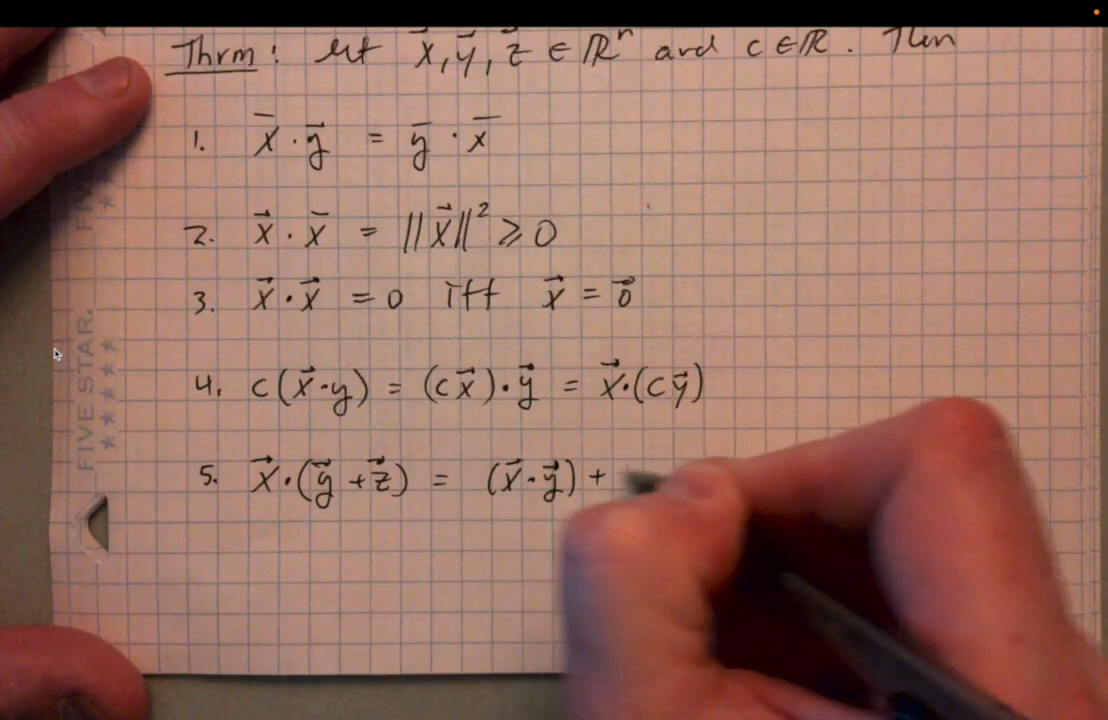 Thrm: let x⃗, y⃗, z⃗ ∈ ℝⁿ and c ∈ ℝ. Then
1. x̄ · y⃗ = ȳ · x̄
2. x⃗ · x̄ = ||x⃗||² ≥ 0
3. x⃗ · x⃗ = 0 iff x⃗ = 0⃗
4. c(x⃗ · y) = (cx⃗) · y⃗ = x⃗ · (cy⃗)
5. x⃗ · (y⃗ + z⃗) = (x⃗ · y⃗) +
FIVE STAR.
FIVE